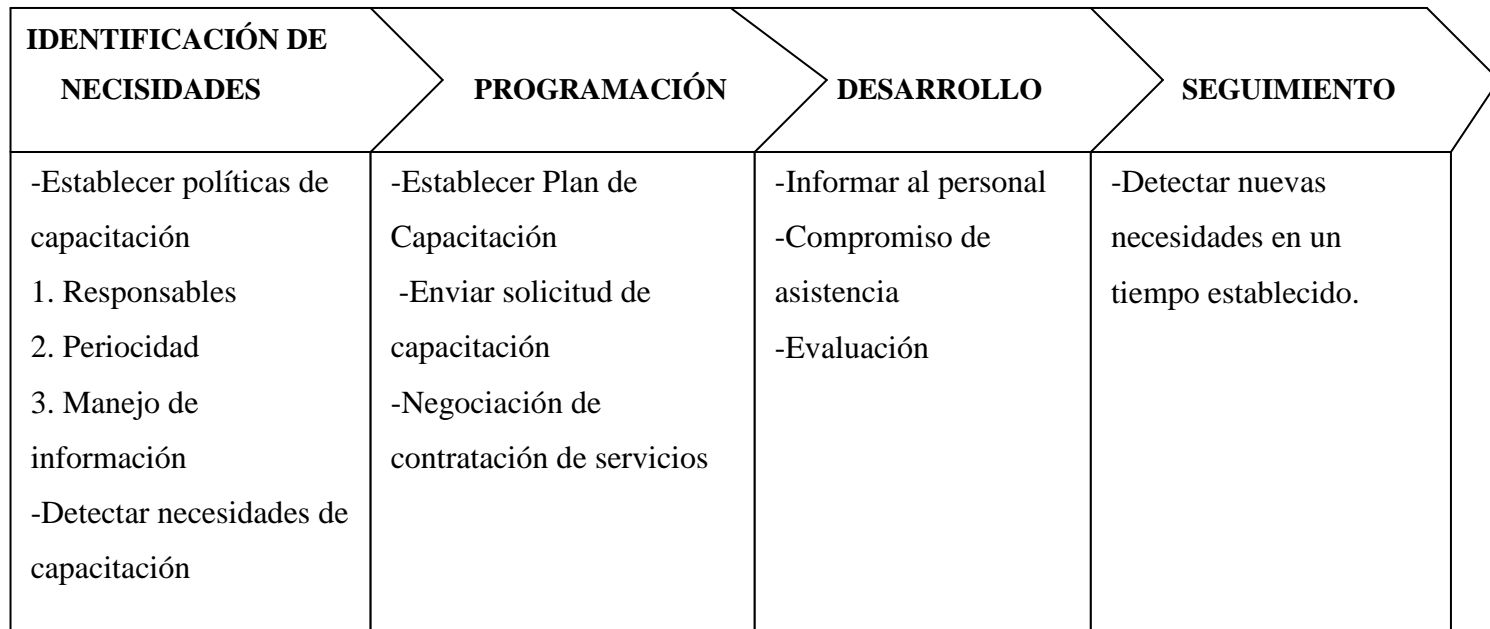 IDENTIFICACIÓN DE
NECISIDADES
PROGRAMACIÓN
DESARROLLO
SEGUIMIENTO
-Establecer políticas de
capacitación
1. Responsables
2. Periocidad
3. Manejo de
información
-Detectar necesidades de
capacitación
-Establecer Plan de
Capacitación
-Enviar solicitud de
capacitación
-Negociación de
contratación de servicios
-Informar al personal
-Compromiso de
asistencia
-Evaluación
-Detectar nuevas
necesidades en un
tiempo establecido.